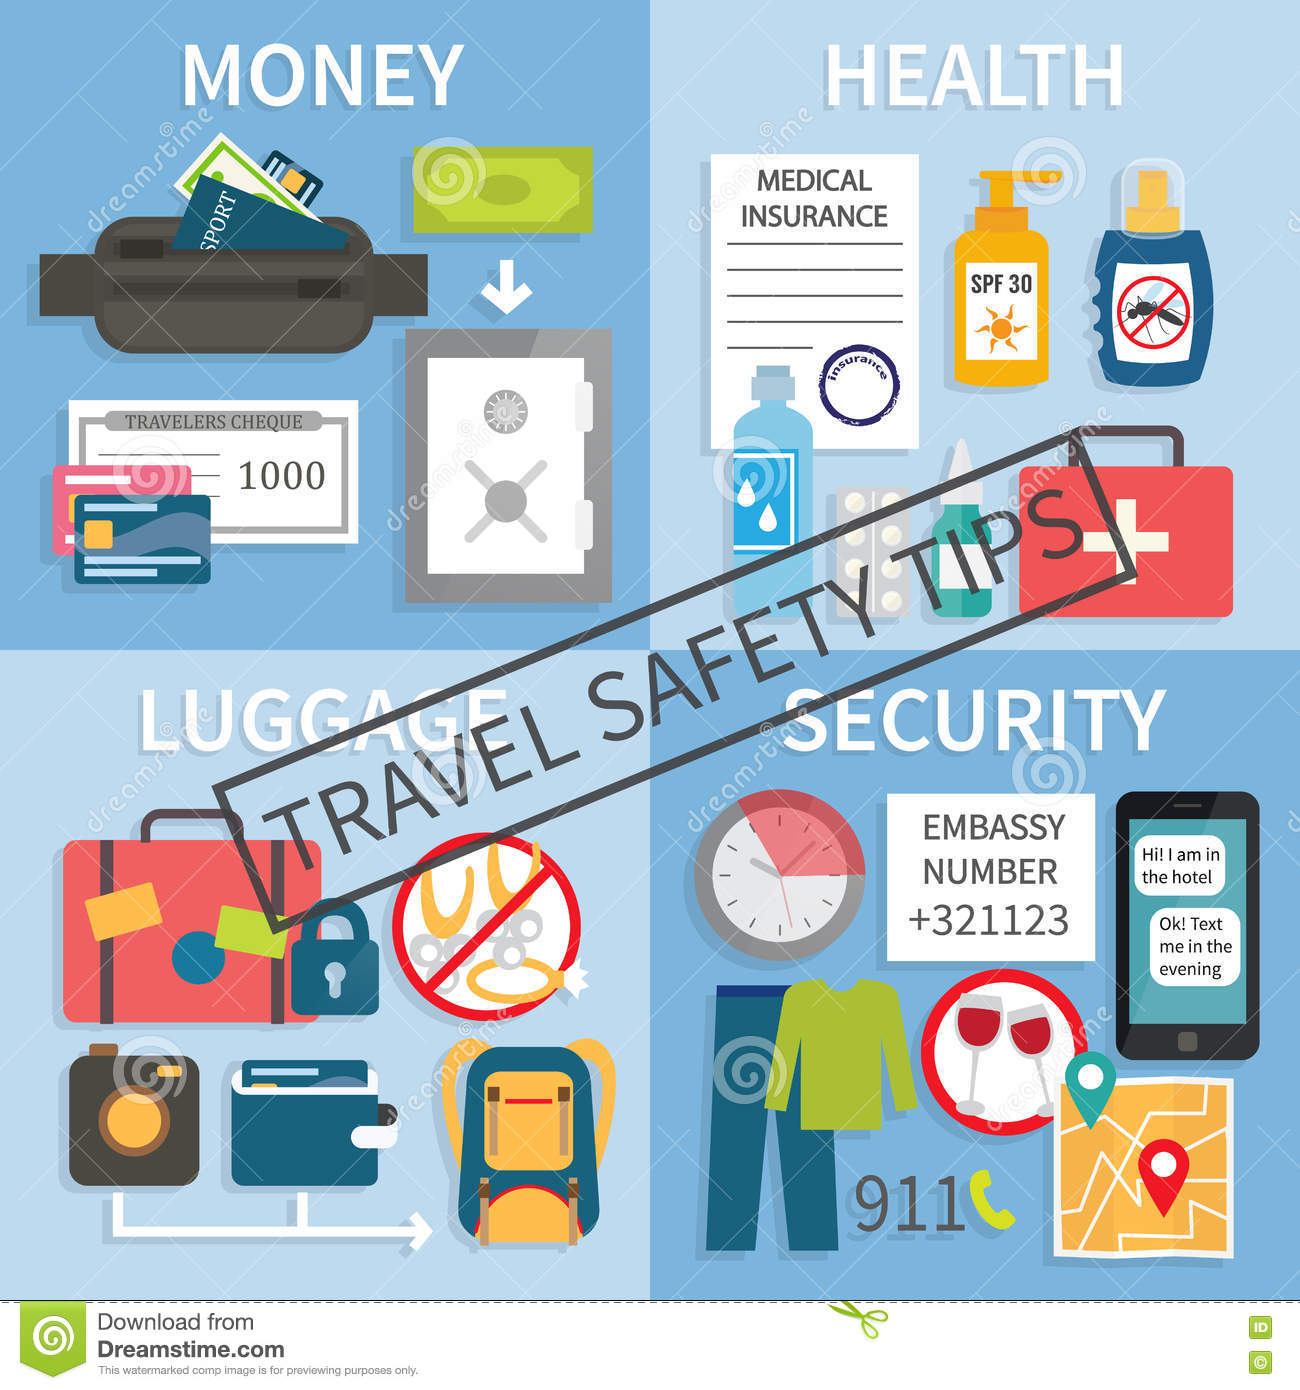 MONEY
SPORT
TRAVELERS CHEQUE
1000
HEALTH
MEDICAL
INSURANCE
insurance
SPF 30
TRAVEL SAFETY TIPS
LUGGAGE
SECURITY
EMBASSY
NUMBER
+321123
Hi! I am in
the hotel
Ok! Text
me in the
evening
911
dreamstime
Download from
Dreamstime.com
This watermarked comp image is for previewing purposes only.
ID
©